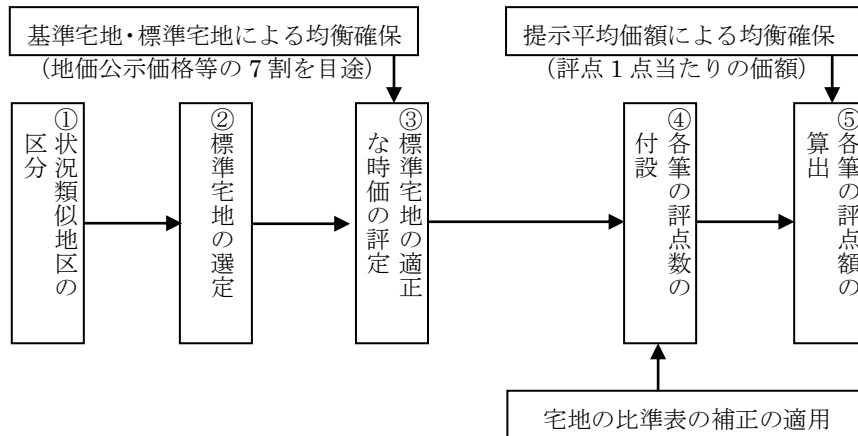 基準宅地・標準宅地による均衡確保
（地価公示価格等の 7 割を目途）
提示平均価額による均衡確保
（評点 1 点当たりの価額）
①状況類似地区の
区分
②標準宅地の選定
③標準宅地の適正
な時価の評定
④各筆の評点数の
付設
⑤各筆の評点額の
算出
宅地の比準表の補正の適用